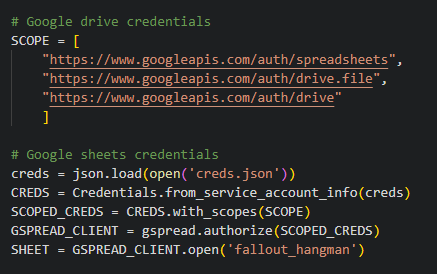 # Google drive credentials
SCOPE = [
    "https://www.googleapis.com/auth/spreadsheets",
    "https://www.googleapis.com/auth/drive.file",
    "https://www.googleapis.com/auth/drive"
    ]
# Google sheets credentials
creds = json.load(open('creds.json'))
CREDS = Credentials.from_service_account_info(creds)
SCOPED_CREDS = CREDS.with_scopes(SCOPE)
GSPREAD_CLIENT = gspread.authorize(SCOPED_CREDS)
SHEET = GSPREAD_CLIENT.open('fallout_hangman')